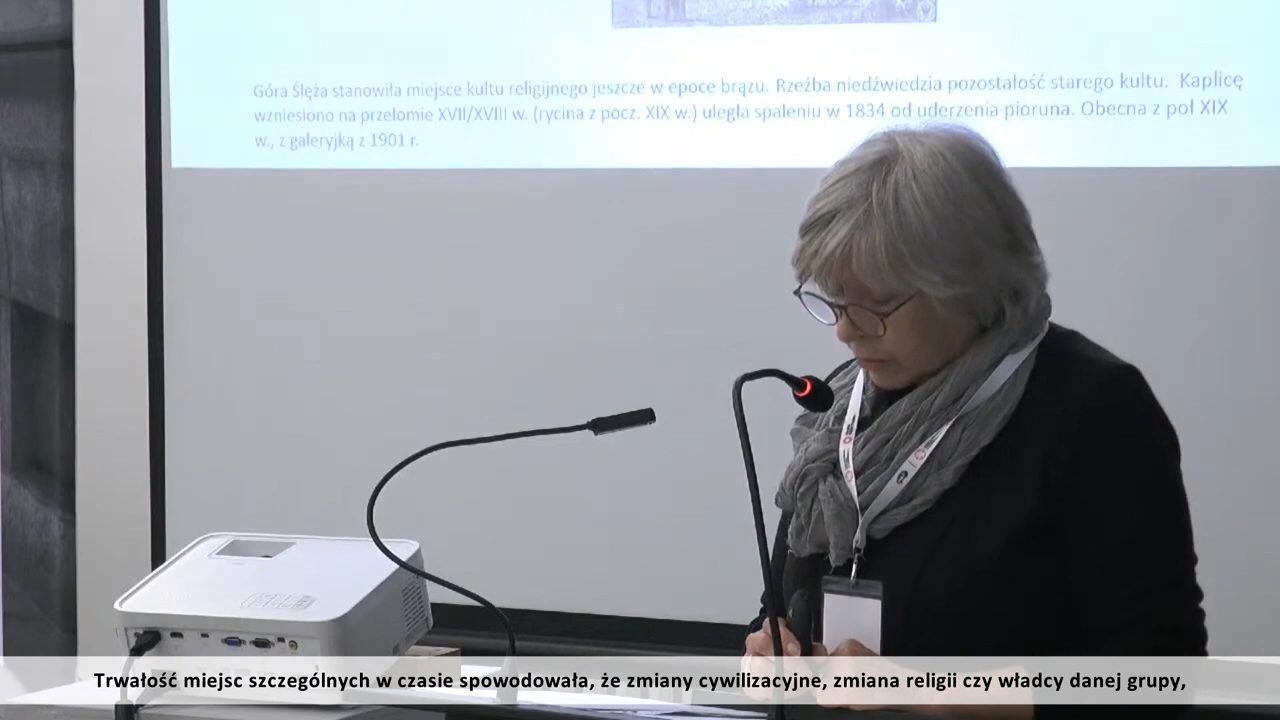 Góra Ślęża stanowiła miejsce kultu religijnego jeszcze w epoce brązu. Rzeźba niedźwiedzia pozostałość starego kultu. Kaplicę
wzniesiono na przełomie XVII/XVIII w. (rycina z pocz. XIX w.) uległa spaleniu w 1834 od uderzenia pioruna. Obecna z poł XIX
w., z galeryjką z 1901 r.
Trwałość miejsc szczególnych w czasie spowodowała, że zmiany cywilizacyjne, zmiana religii czy władcy danej grupy,